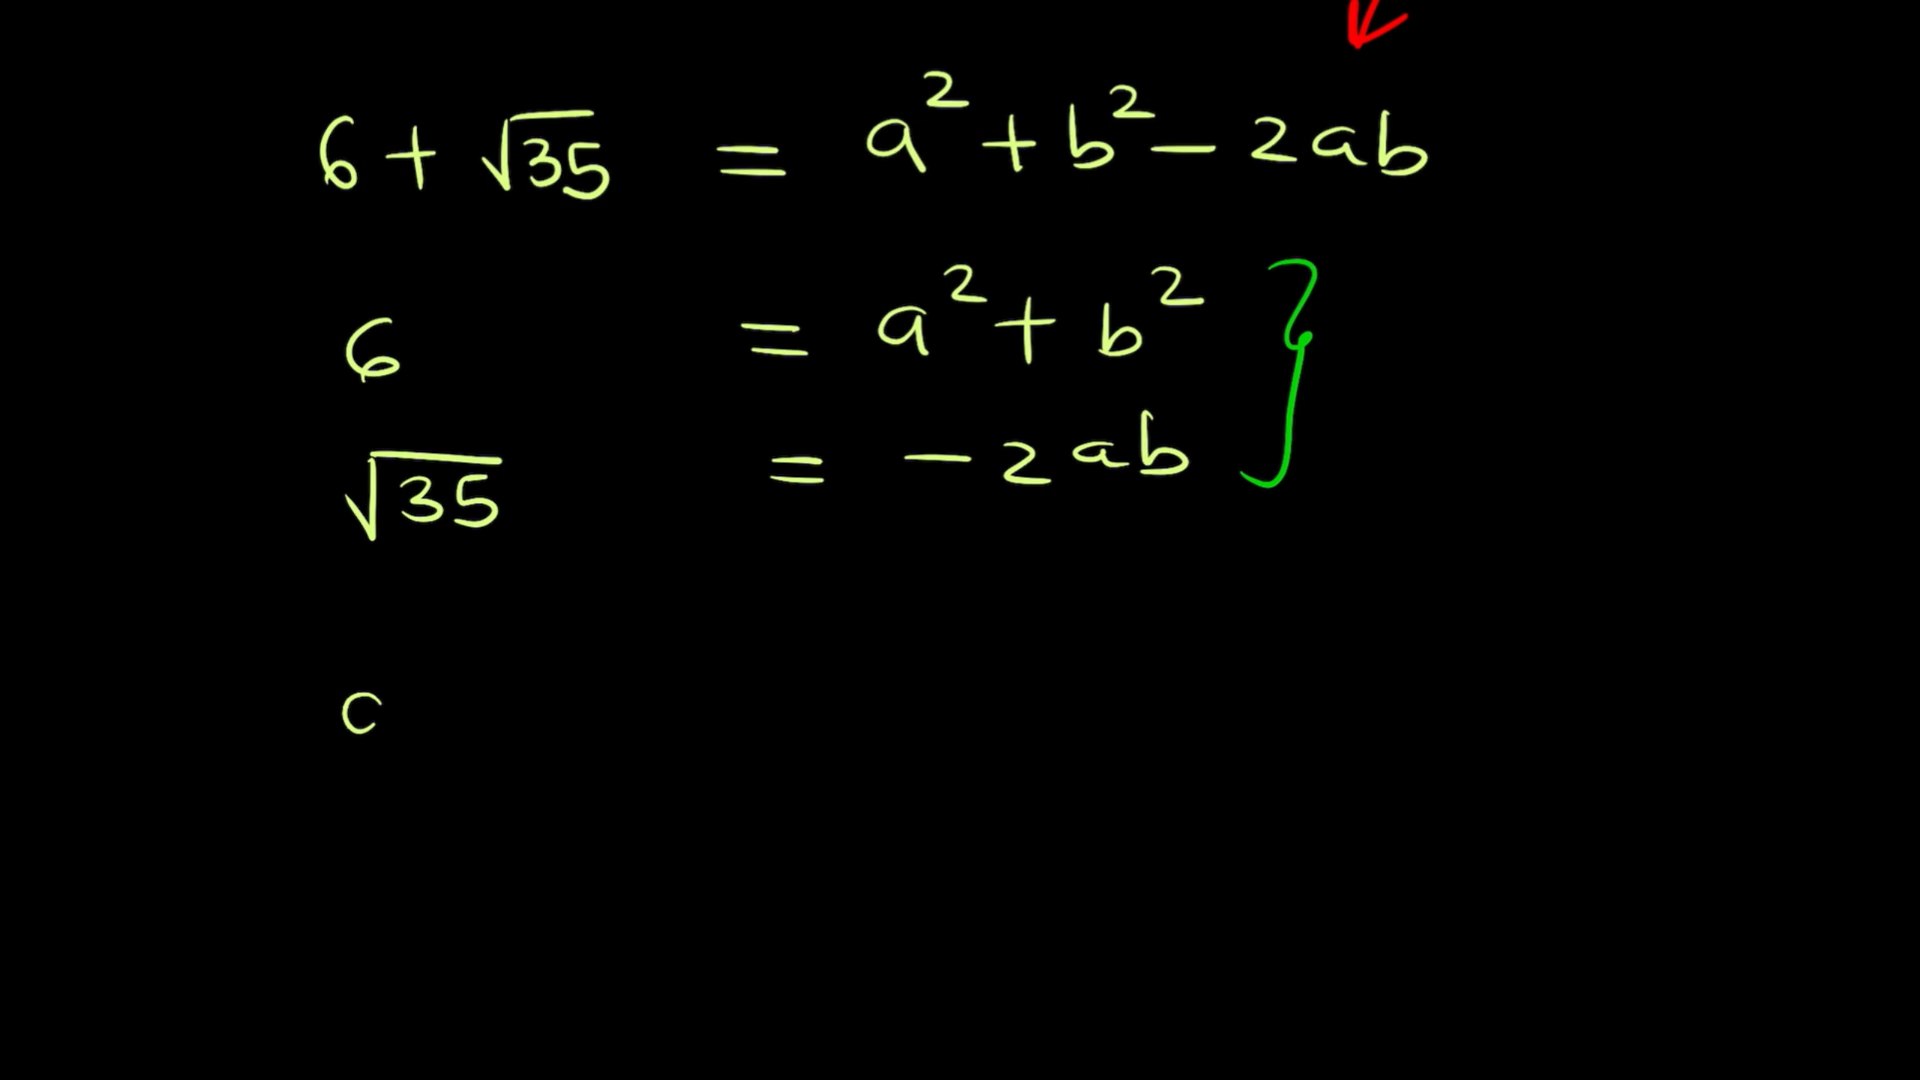 6 + √35 = a² + b² - 2ab
6 = a² + b²
√35 = - 2ab
c